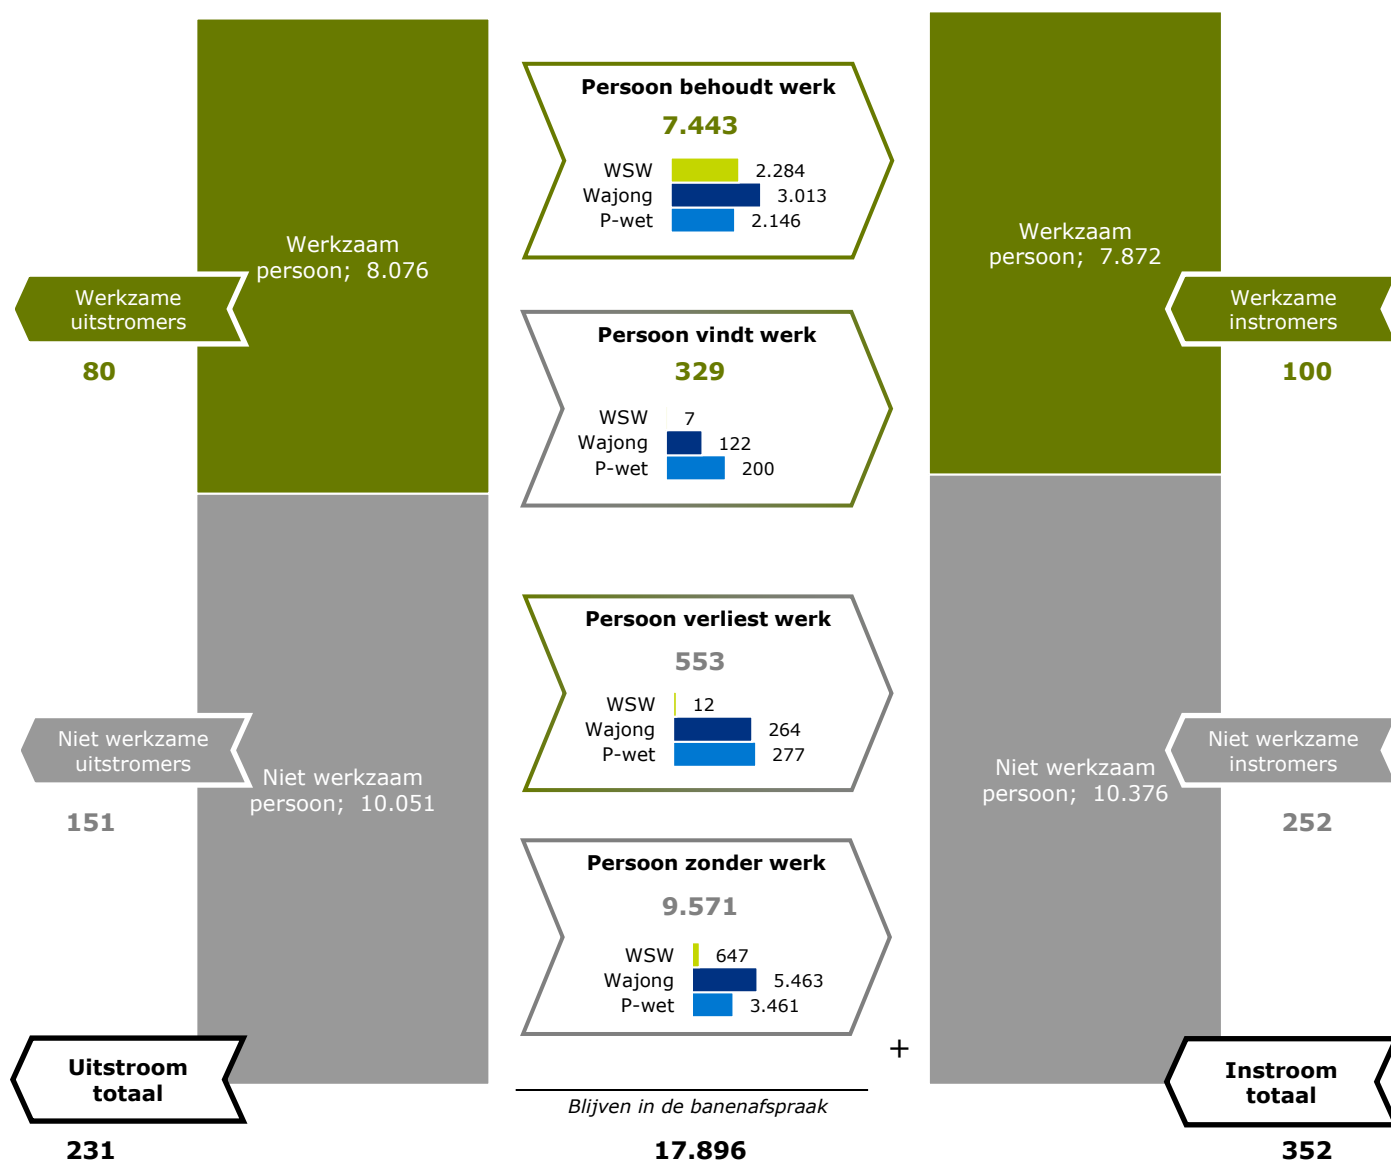 Werkzaam
persoon;  8.076
Werkzame
uitstromers
80
Niet werkzame
uitstromers
151
Niet werkzaam
persoon;  10.051
Uitstroom
totaal
231
Persoon behoudt werk
7.443
WSW 2.284
Wajong 3.013
P-wet 2.146
Persoon vindt werk
329
WSW 7
Wajong 122
P-wet 200
Persoon verliest werk
553
WSW 12
Wajong 264
P-wet 277
Persoon zonder werk
9.571
WSW 647
Wajong 5.463
P-wet 3.461
+
Blijven in de banenafspraak
17.896
Werkzaam
persoon;  7.872
Werkzame
instromers
100
Niet werkzame
instromers
252
Niet werkzaam
persoon;  10.376
Instroom
totaal
352